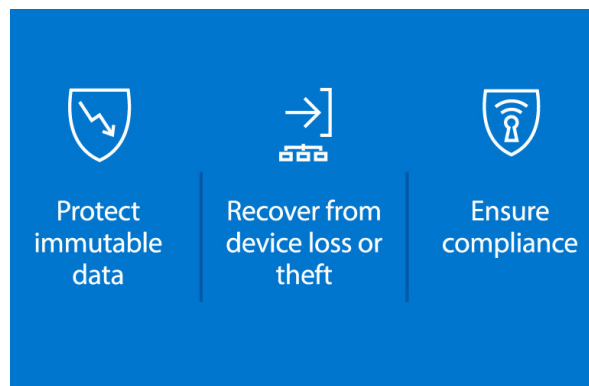 Protect
immutable
data
Recover from
device loss or
theft
Ensure
compliance